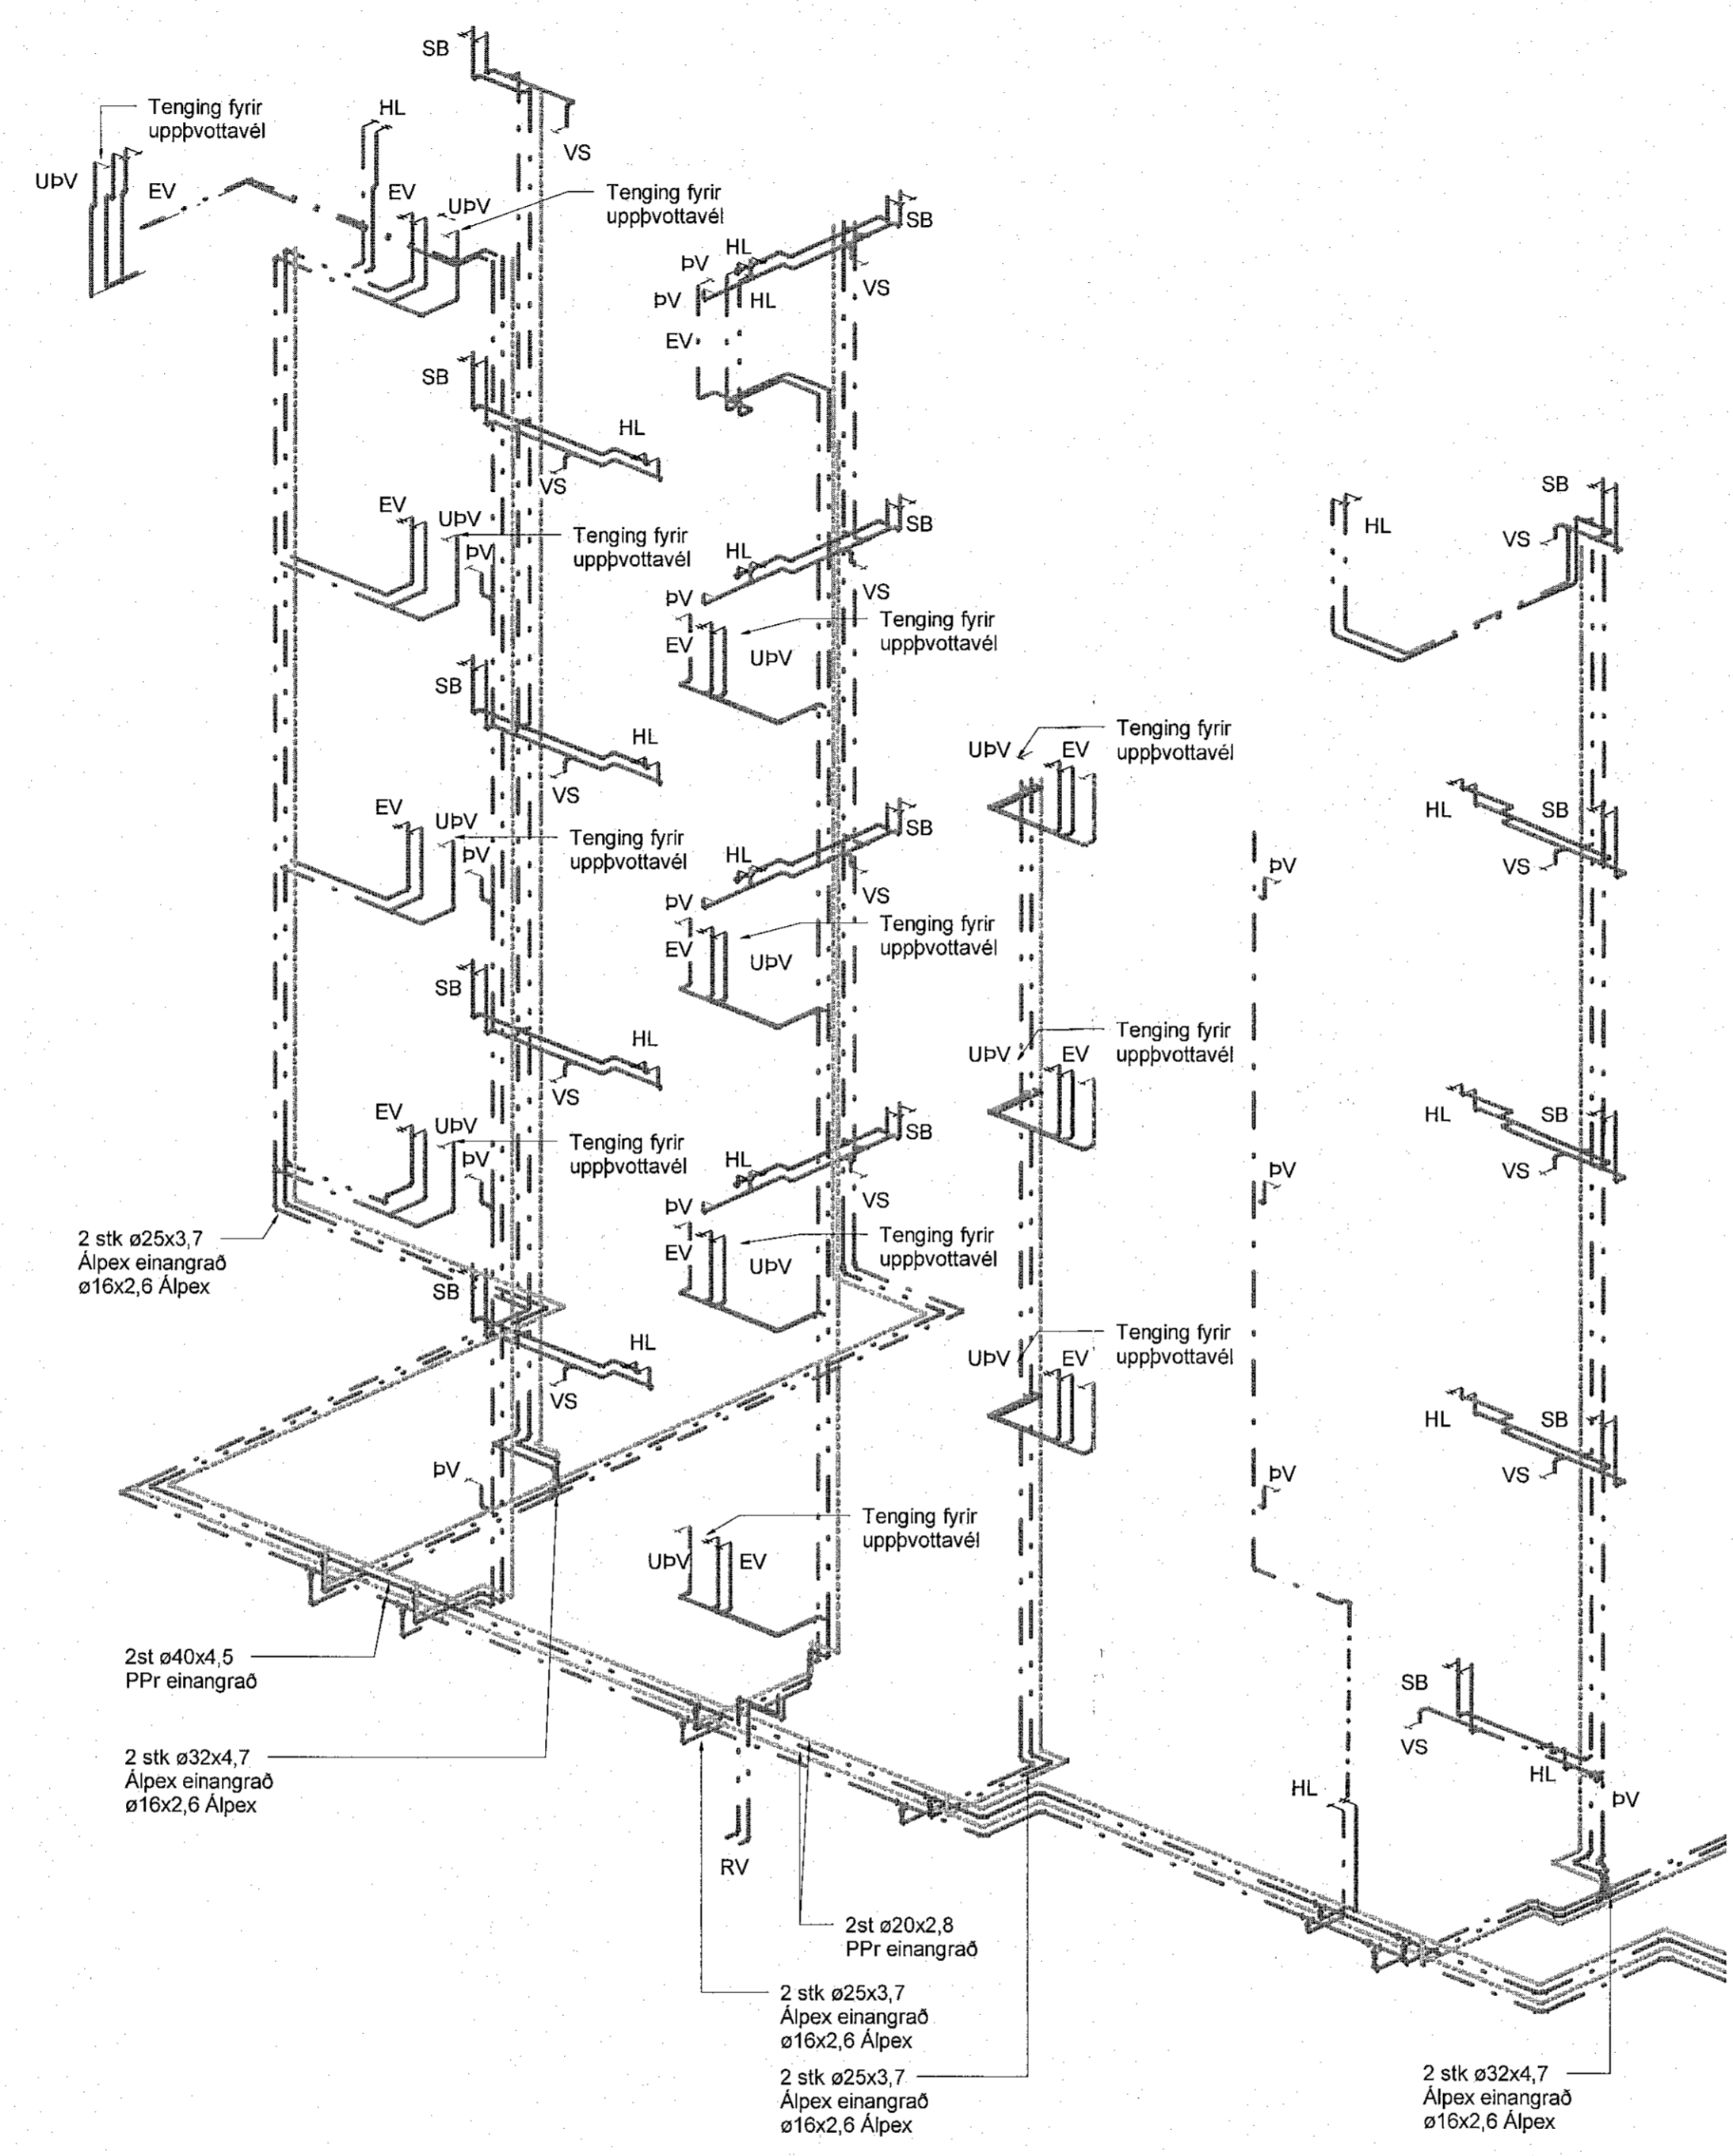 SB
Tenging fyrir
uppþvottavél
HL
VS
UÞV
EV
EV
UÞV
Tenging fyrir
uppþvottavél
SB
HL
ÞV
VS
ÞV
HL
EV
SB
HL
VS
SB
HL
SB
VS
EV
UÞV
Tenging fyrir
uppþvottavél
ÞV
SB
HL
VS
ÞV
Tenging fyrir
uppþvottavél
EV
UÞV
SB
HL
VS
Tenging fyrir
uppþvottavél
UÞV
EV
HL
SB
VS
EV
UÞV
Tenging fyrir
uppþvottavél
ÞV
SB
HL
VS
ÞV
ÞV
Tenging fyrir
uppþvottavél
EV
UÞV
SB
HL
VS
Tenging fyrir
uppþvottavél
UÞV
EV
HL
SB
VS
EV
UÞV
Tenging fyrir
uppþvottavél
ÞV
SB
HL
VS
ÞV
ÞV
2 stk ø25x3,7
Álpex einangrað
ø16x2,6 Álpex
Tenging fyrir
uppþvottavél
EV
UÞV
SB
HL
VS
Tenging fyrir
uppþvottavél
UÞV
EV
HL
SB
VS
ÞV
ÞV
Tenging fyrir
uppþvottavél
UÞV
EV
2st ø40x4,5
PPr einangrað
SB
VS
HL
ÞV
2 stk ø32x4,7
Álpex einangrað
ø16x2,6 Álpex
HL
RV
2st ø20x2,8
PPr einangrað
2 stk ø25x3,7
Álpex einangrað
ø16x2,6 Álpex
2 stk ø25x3,7
Álpex einangrað
ø16x2,6 Álpex
2 stk ø32x4,7
Álpex einangrað
ø16x2,6 Álpex